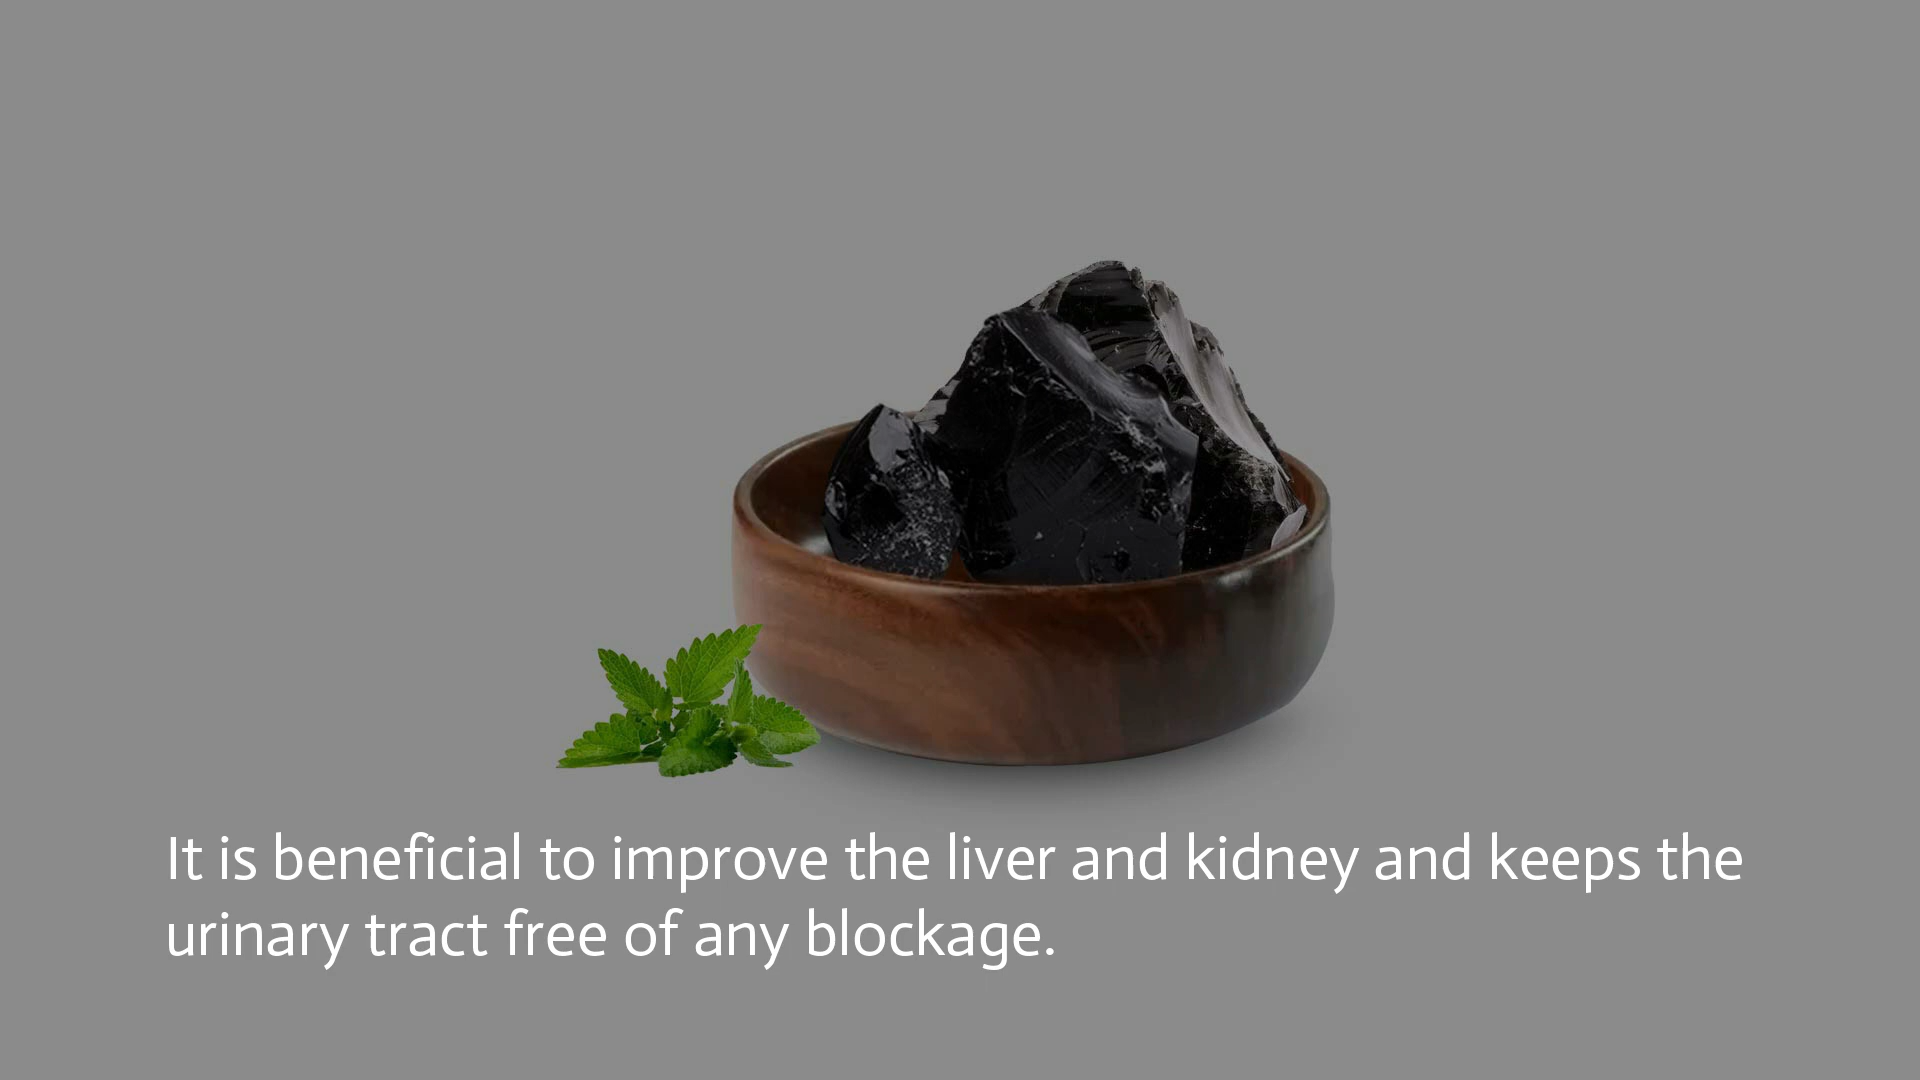 It is beneficial to improve the liver and kidney and keeps the
urinary tract free of any blockage.